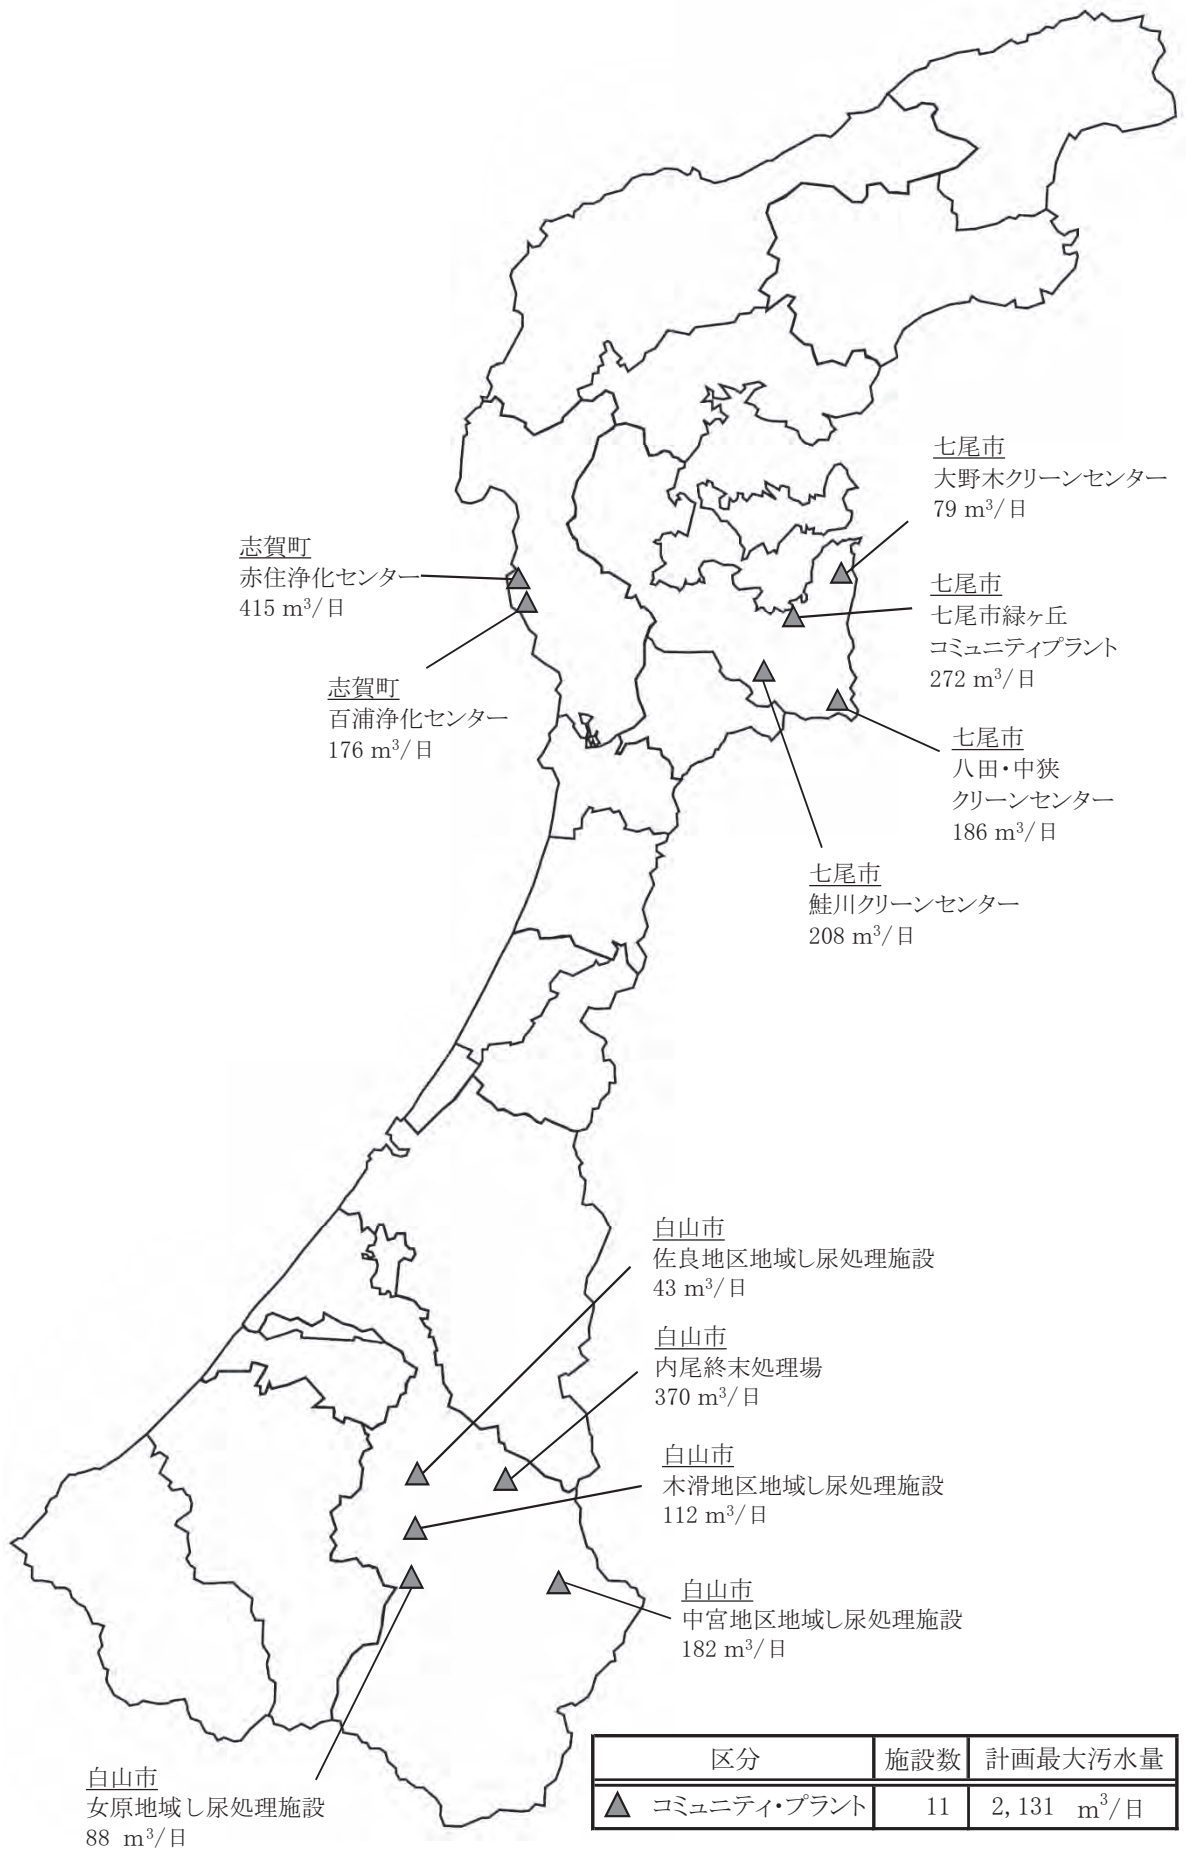 七尾市
大野木クリーンセンター
79 m³/日
志賀町
赤住浄化センター
415 m³/日
七尾市
七尾市緑ヶ丘
コミュニティプラント
272 m³/日
志賀町
百浦浄化センター
176 m³/日
七尾市
八田・中狭
クリーンセンター
186 m³/日
七尾市
鮭川クリーンセンター
208 m³/日
白山市
佐良地区地域し尿処理施設
43 m³/日
白山市
内尾終末処理場
370 m³/日
白山市
木滑地区地域し尿処理施設
112 m³/日
白山市
中宮地区地域し尿処理施設
182 m³/日
白山市
女原地域し尿処理施設
88 m³/日
区分 施設数 計画最大汚水量
コミュニティ・プラント 11 2,131 m³/日